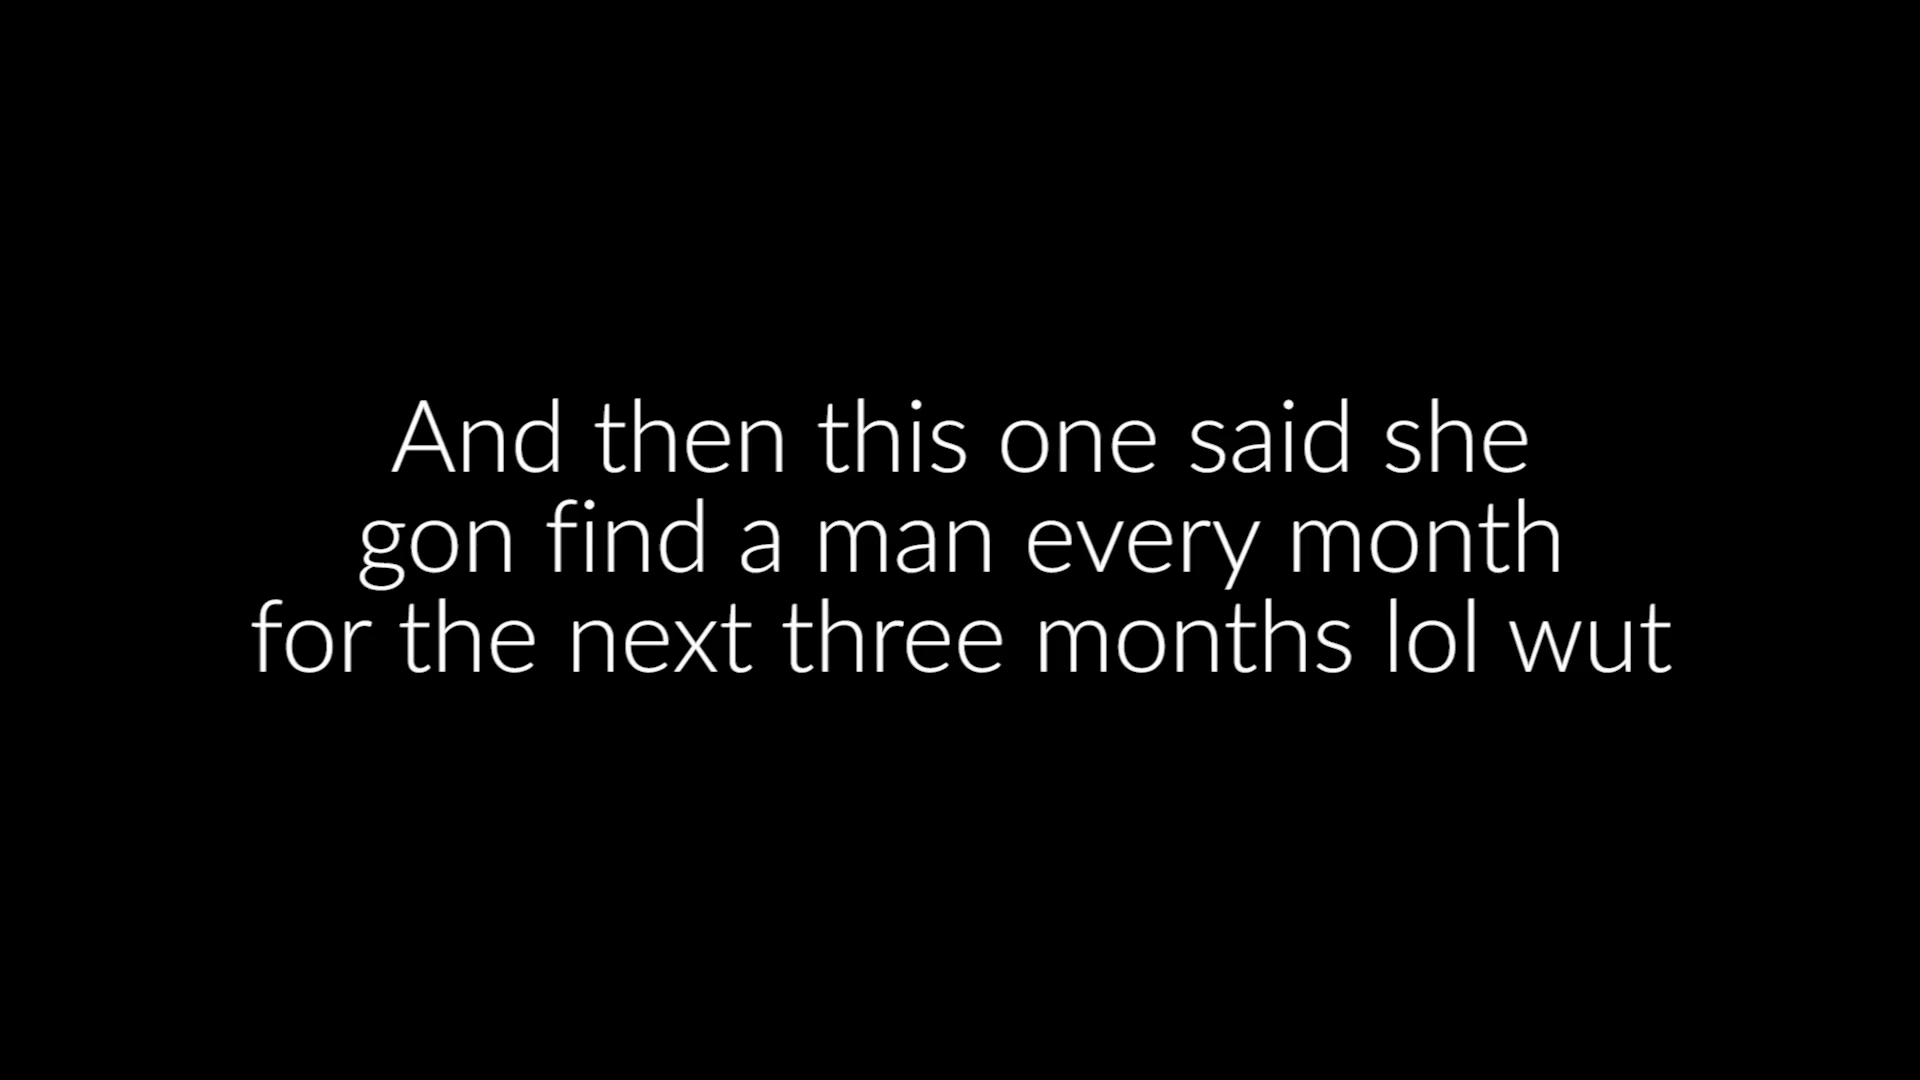 And then this one said she
gon find a man every month
for the next three months lol wut